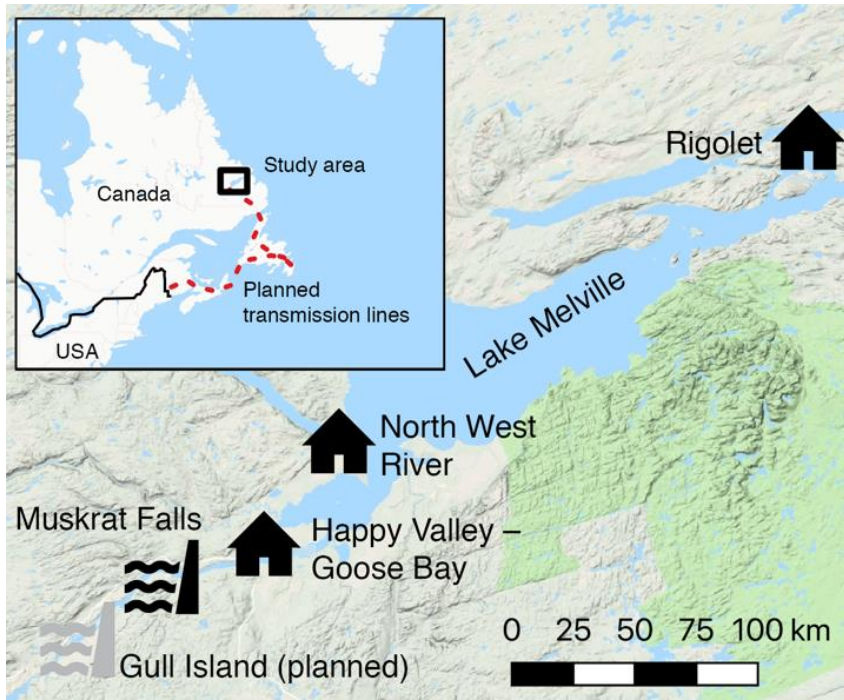 Study area
Canada
Planned
transmission lines
USA
Rigolet
Lake Melville
North West
River
Muskrat Falls
Happy Valley –
Goose Bay
Gull Island (planned)
0 25 50 75 100 km